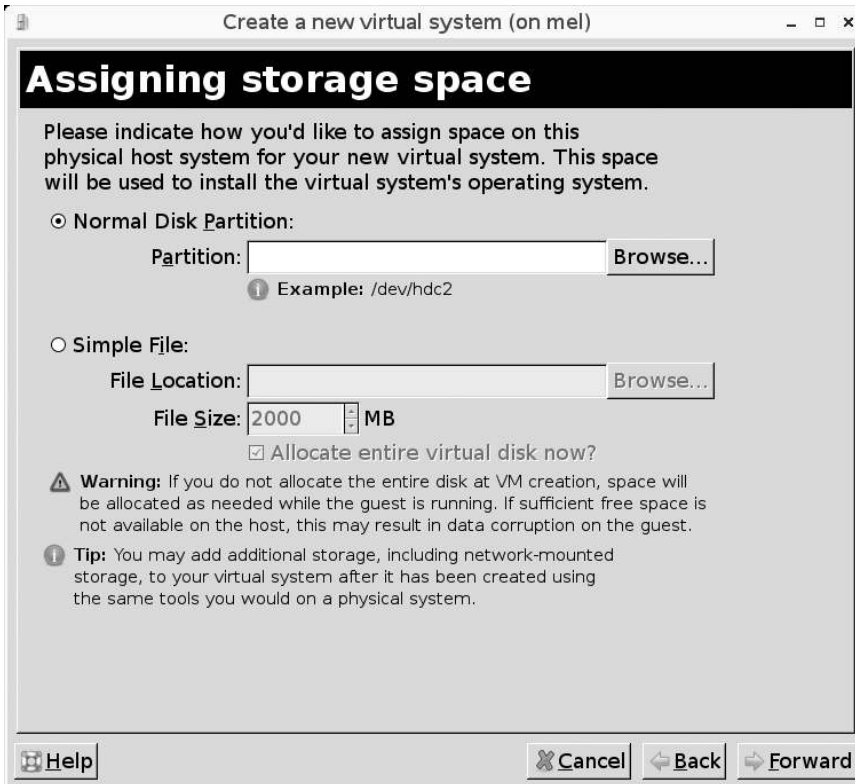 Create a new virtual system (on mel)
Assigning storage space
Please indicate how you'd like to assign space on this
physical host system for your new virtual system. This space
will be used to install the virtual system's operating system.
Normal Disk Partition:
Partition: Browse...
Example: /dev/hdc2
Simple File:
File Location: Browse...
File Size: 2000 MB
Allocate entire virtual disk now?
Warning: If you do not allocate the entire disk at VM creation, space will
be allocated as needed while the guest is running. If sufficient free space is
not available on the host, this may result in data corruption on the guest.
Tip: You may add additional storage, including network-mounted
storage, to your virtual system after it has been created using
the same tools you would on a physical system.
Help Cancel Back Forward